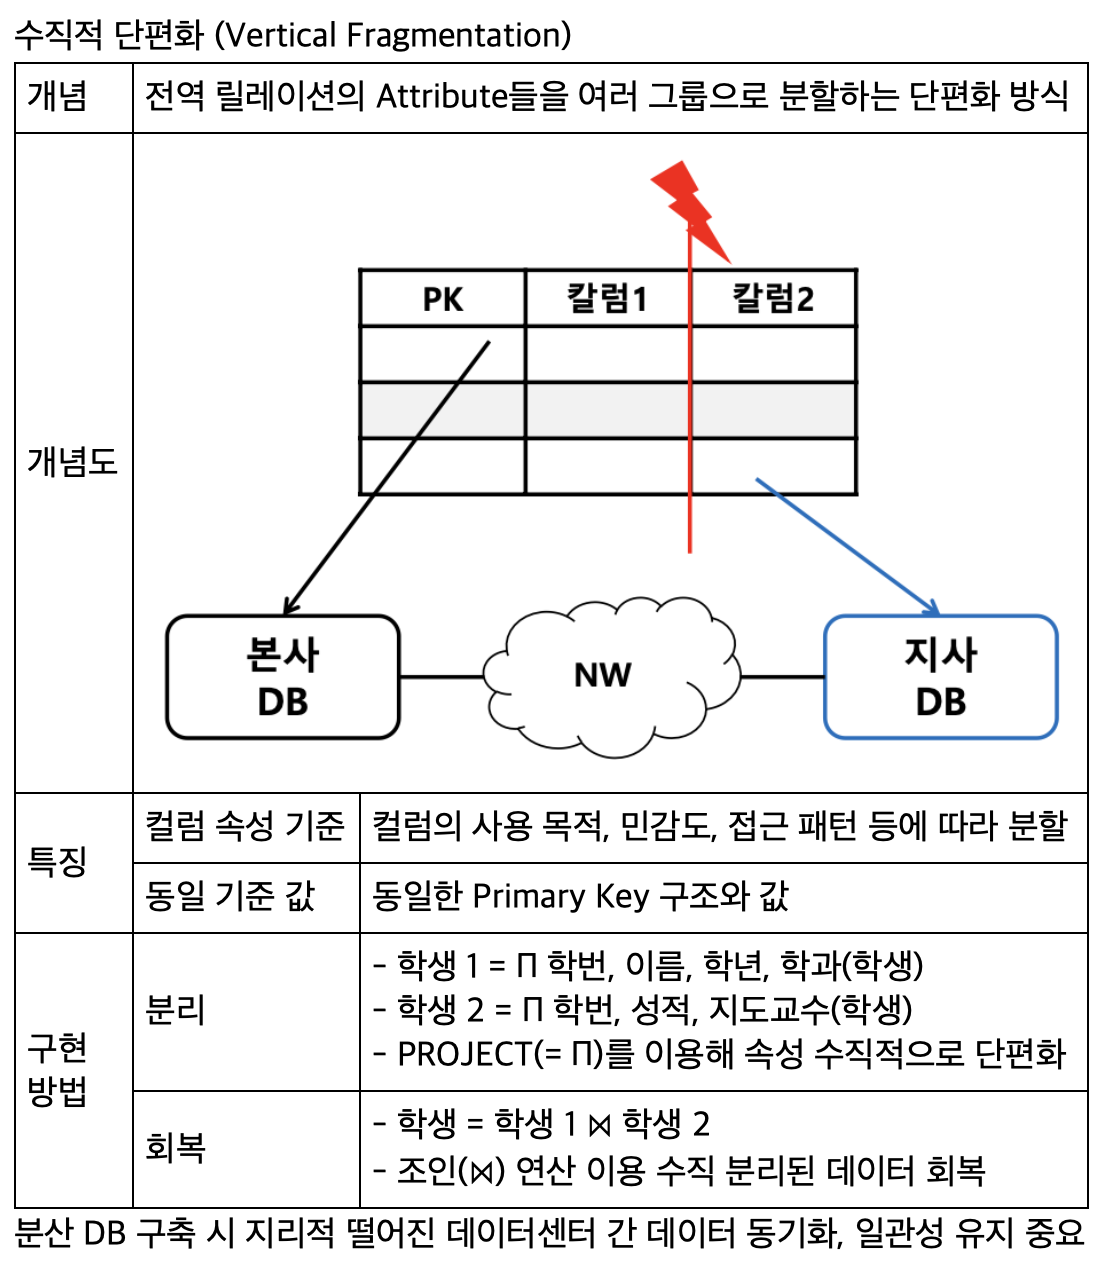 수직적 단편화 (Vertical Fragmentation)
개념
전역 릴레이션의 Attribute들을 여러 그룹으로 분할하는 단편화 방식
개념도
PK
칼럼1
칼럼2
본사
DB
NW
지사
DB
특징
컬럼 속성 기준
컬럼의 사용 목적, 민감도, 접근 패턴 등에 따라 분할
동일 기준 값
동일한 Primary Key 구조와 값
구현
방법
분리
- 학생 1 = Π 학번, 이름, 학년, 학과(학생)
- 학생 2 = Π 학번, 성적, 지도교수(학생)
- PROJECT(= Π)를 이용해 속성 수직적으로 단편화
회복
- 학생 = 학생 1 ⋈ 학생 2
- 조인(⋈) 연산 이용 수직 분리된 데이터 회복
분산 DB 구축 시 지리적 떨어진 데이터센터 간 데이터 동기화, 일관성 유지 중요